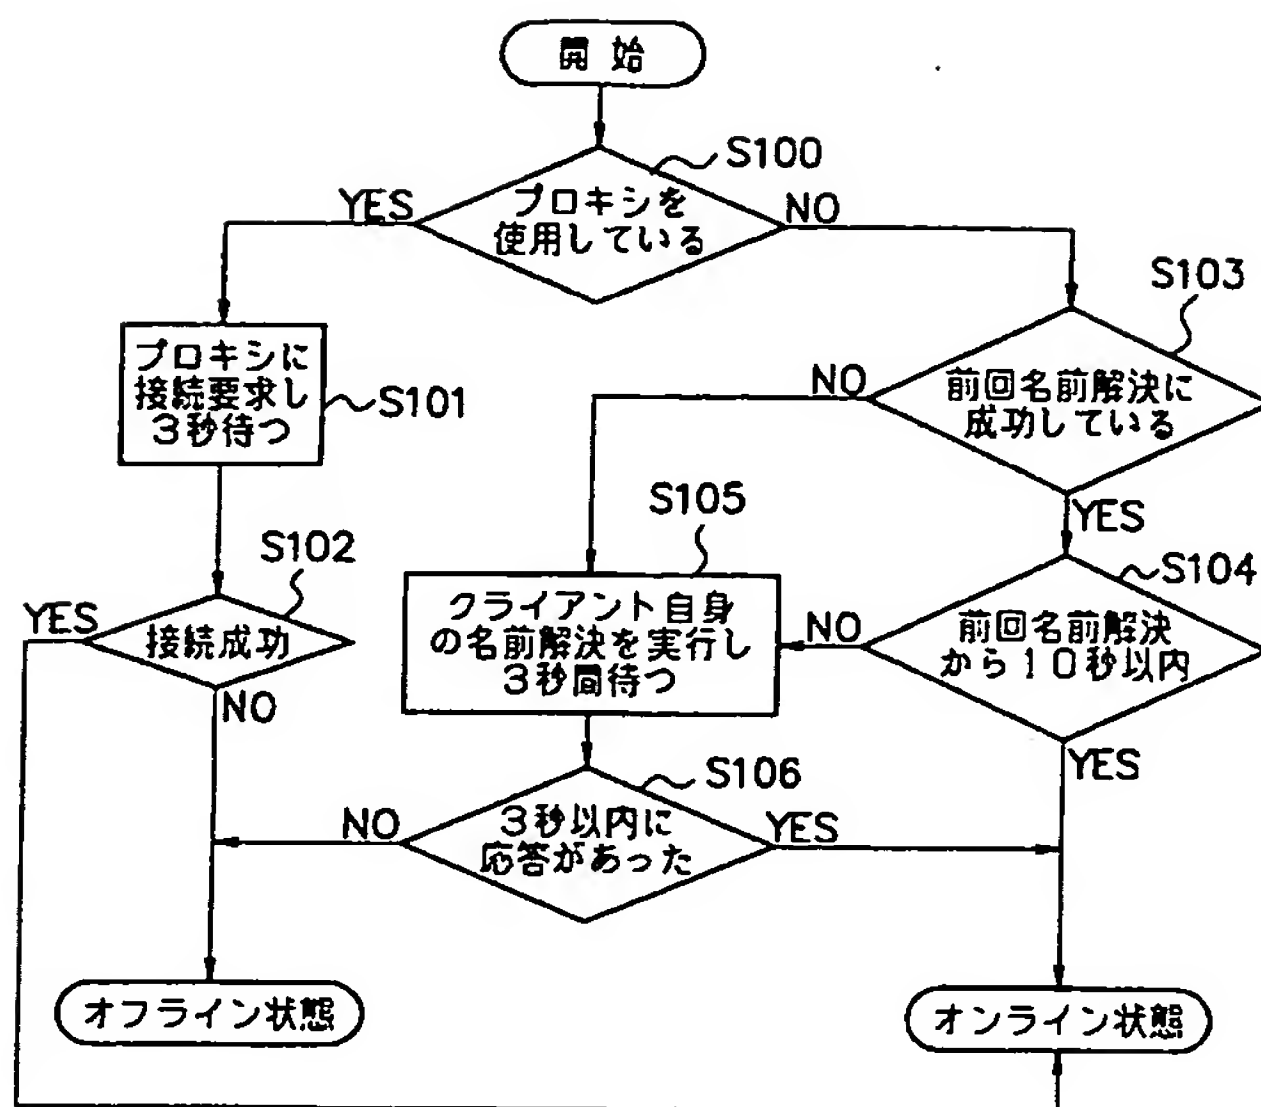 開始
S100
YES
プロキシを
使用している
NO
S103
プロキシに
接続要求し
3秒待つ
S101
NO
前回名前解決に
成功している
YES
S105
S102
S104
YES
接続成功
NO
クライアント自身
の名前解決を実行し
3秒間待つ
NO
前回名前解決
から10秒以内
YES
S106
NO
3秒以内に
応答があった
YES
オフライン状態
オンライン状態